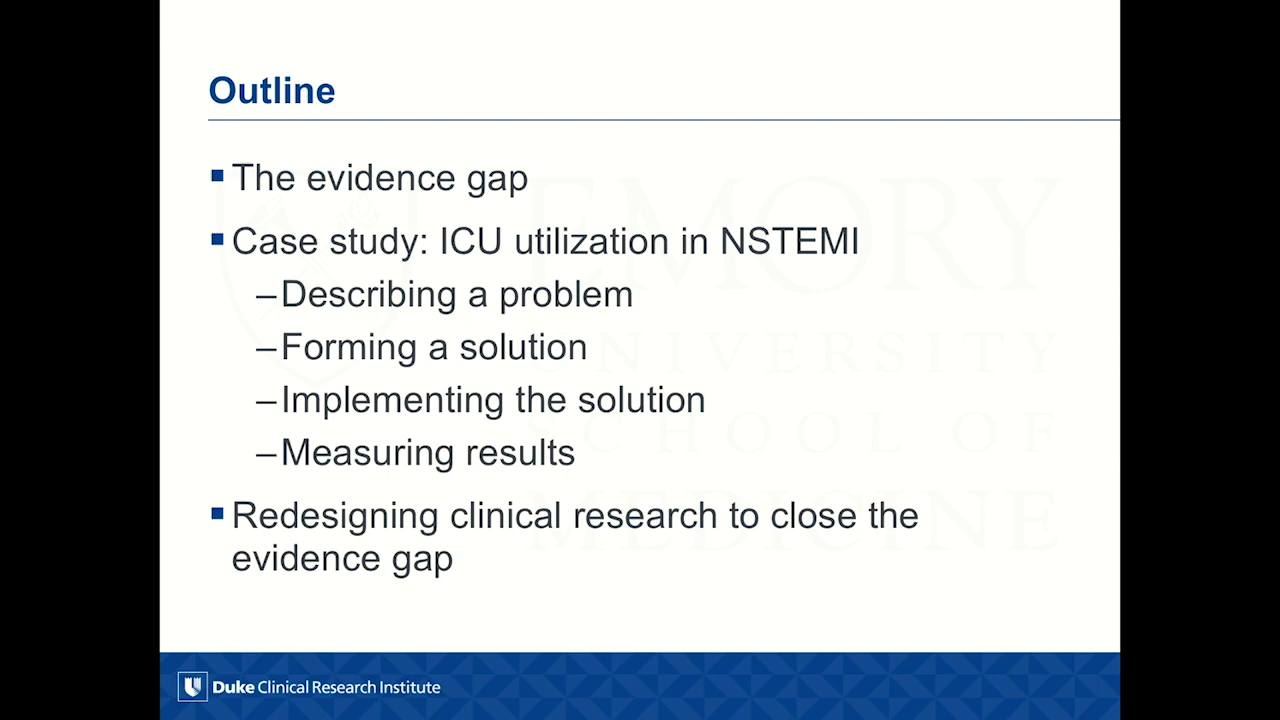 Outline
The evidence gap
Case study: ICU utilization in NSTEMI
–Describing a problem
–Forming a solution
–Implementing the solution
–Measuring results
Redesigning clinical research to close the
evidence gap
EMORY
UNIVERSITY
SCHOOL OF
MEDICINE
Duke Clinical Research Institute